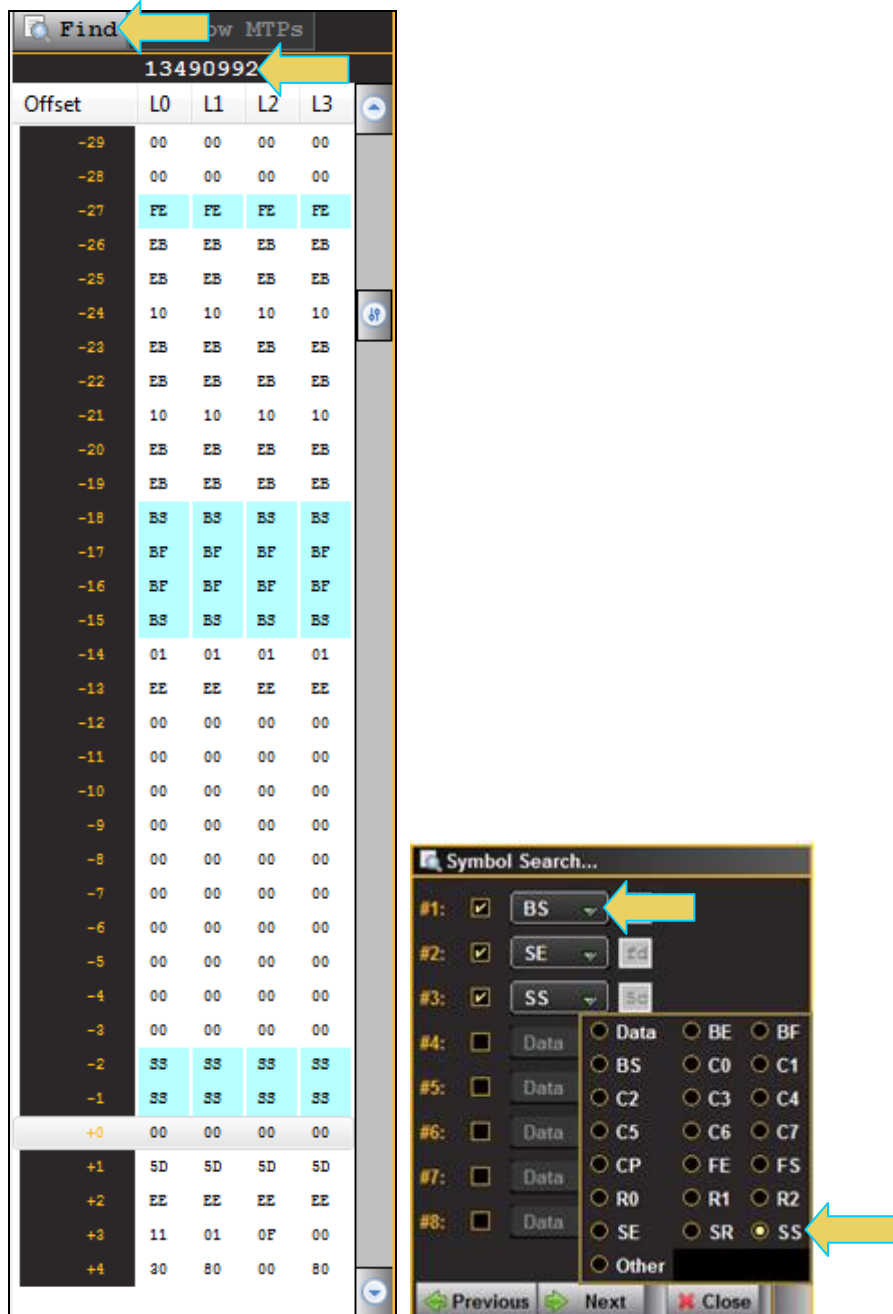 Find ow MTPs
13490992
Offset L0 L1 L2 L3
-29 00 00 00 00
-28 00 00 00 00
-27 FE FE FE FE
-26 EB EB EB EB
-25 EB EB EB EB
-24 10 10 10 10
-23 EB EB EB EB
-22 EB EB EB EB
-21 10 10 10 10
-20 EB EB EB EB
-19 EB EB EB EB
-18 BS BS BS BS
-17 BF BF BF BF
-16 BF BF BF BF
-15 BS BS BS BS
-14 01 01 01 01
-13 EE EE EE EE
-12 00 00 00 00
-11 00 00 00 00
-10 00 00 00 00
-9 00 00 00 00
-8 00 00 00 00
-7 00 00 00 00
-6 00 00 00 00
-5 00 00 00 00
-4 00 00 00 00
-3 00 00 00 00
-2 SS SS SS SS
-1 SS SS SS SS
+0 00 00 00 00
+1 5D 5D 5D 5D
+2 EE EE EE EE
+3 11 01 0F 00
+4 30 80 00 80
Symbol Search...
#1: BS
#2: SE fd
#3: SS 5c
#4: Data
#5: Data
#6: Data
#7: Data
#8: Data
Data BE BF
BS C0 C1
C2 C3 C4
C5 C6 C7
CP FE FS
R0 R1 R2
SE SR SS
Other
Previous Next Close